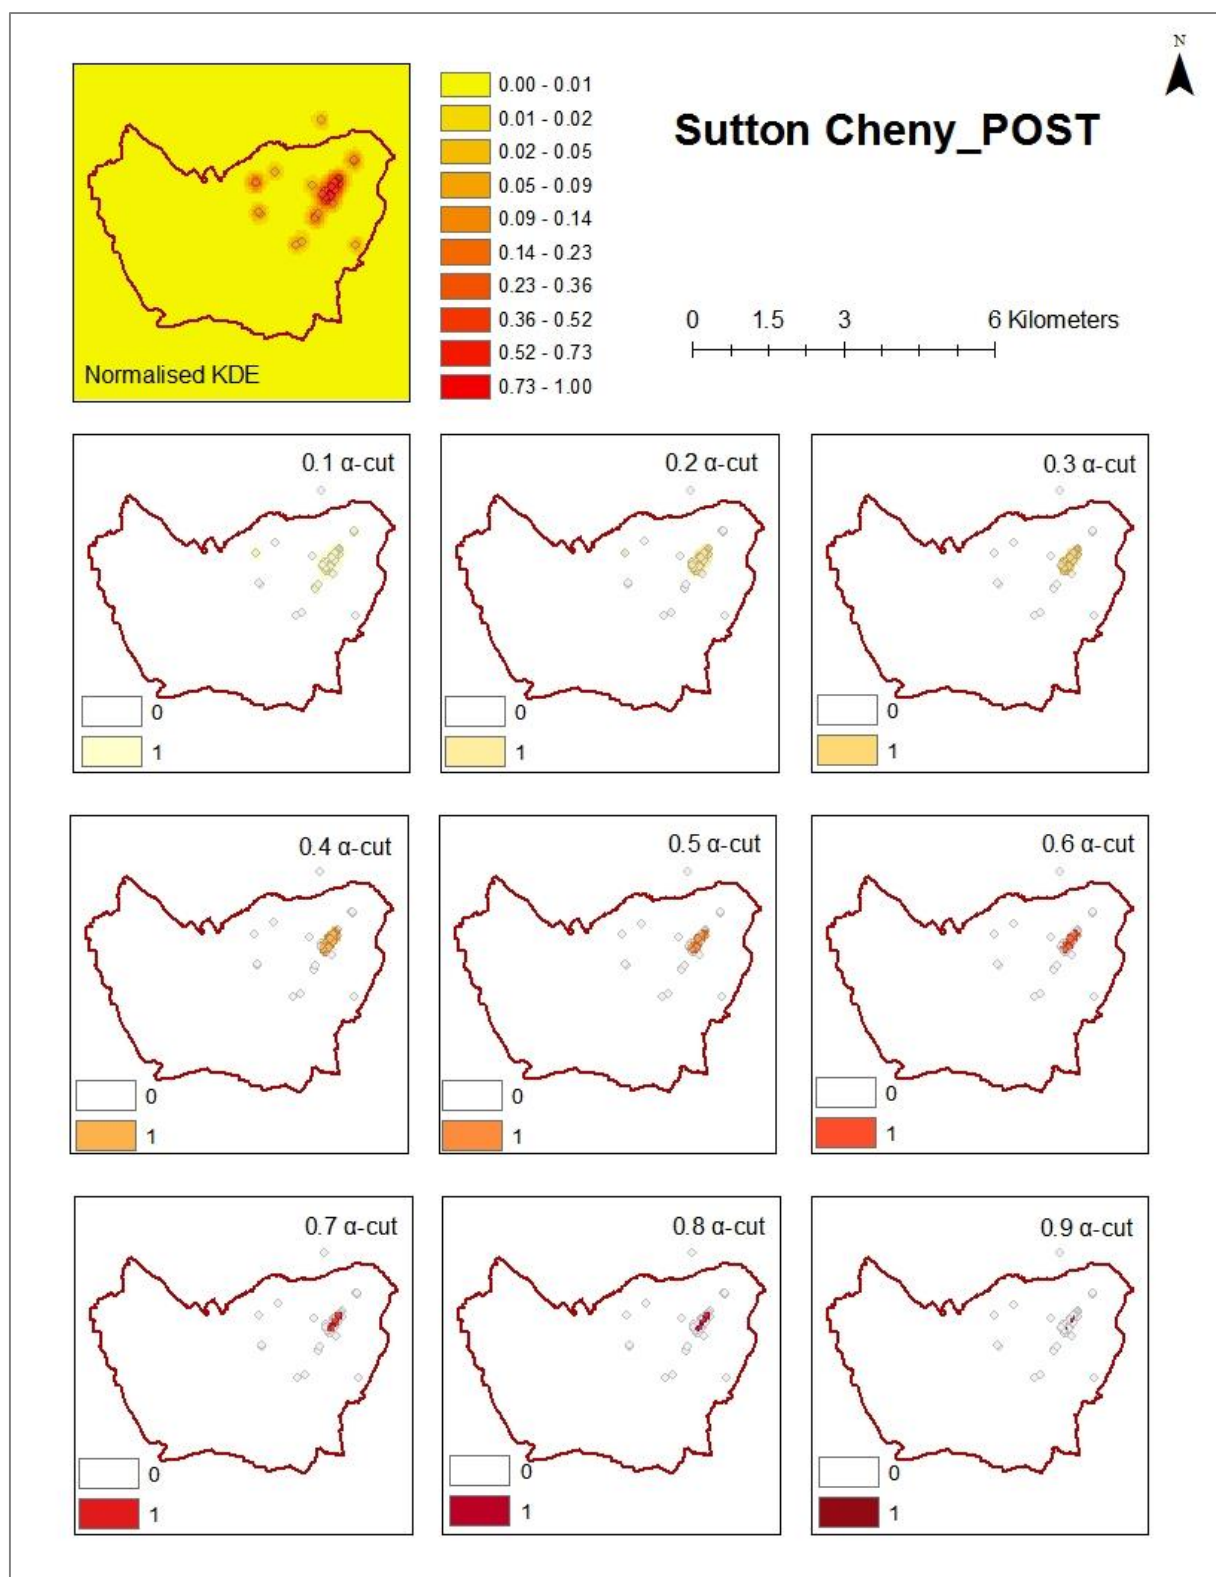 N
Sutton Cheny_POST
0.00 - 0.01
0.01 - 0.02
0.02 - 0.05
0.05 - 0.09
0.09 - 0.14
0.14 - 0.23
0.23 - 0.36
0.36 - 0.52
0.52 - 0.73
0.73 - 1.00
Normalised KDE
0 1.5 3 6 Kilometers
0.1 α-cut
0
1
0.2 α-cut
0
1
0.3 α-cut
0
1
0.4 α-cut
0
1
0.5 α-cut
0
1
0.6 α-cut
0
1
0.7 α-cut
0
1
0.8 α-cut
0
1
0.9 α-cut
0
1